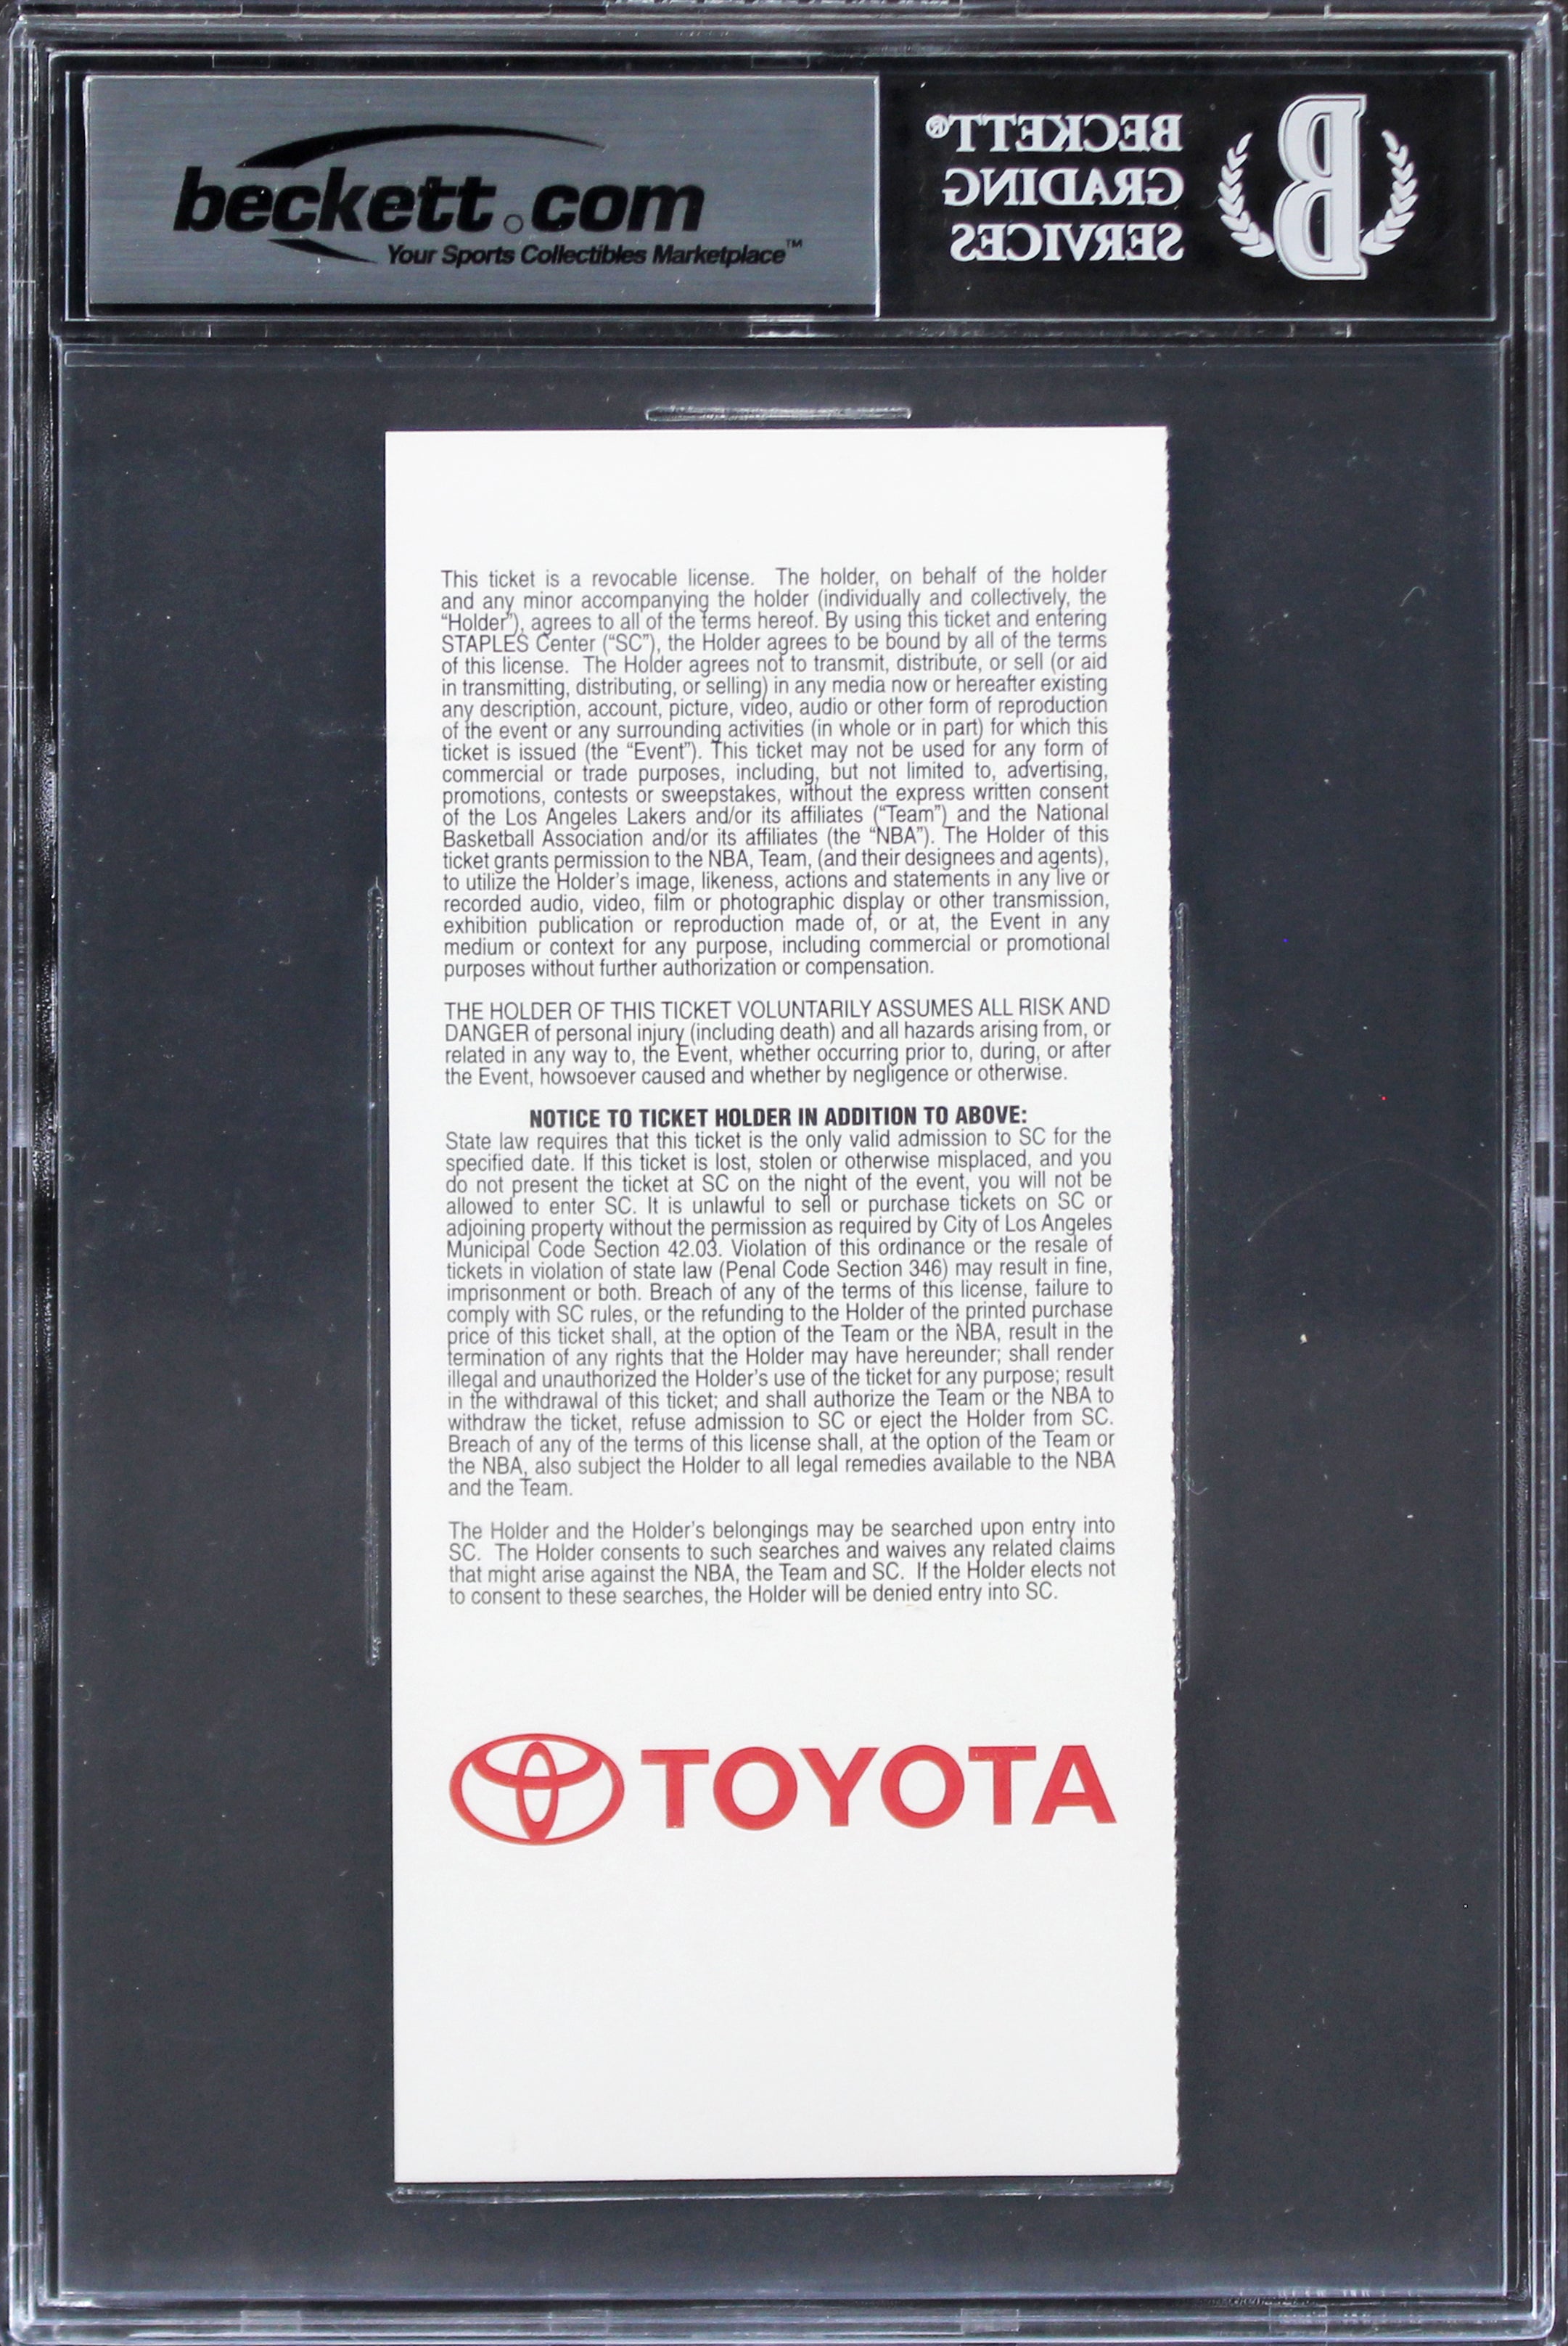 beckett.com
Your Sports Collectibles Marketplace™
BECKETT®
GRADING
SERVICES
B
This ticket is a revocable license. The holder, on behalf of the holder
and any minor accompanying the holder (individually and collectively, the
“Holder”), agrees to all of the terms hereof. By using this ticket and entering
STAPLES Center (“SC”), the Holder agrees to be bound by all of the terms
of this license. The Holder agrees not to transmit, distribute, or sell (or aid
in transmitting, distributing, or selling) in any media now or hereafter existing
any description, account, picture, video, audio or other form of reproduction
of the event or any surrounding activities (in whole or in part) for which this
ticket is issued (the “Event”). This ticket may not be used for any form of
commercial or trade purposes, including, but not limited to, advertising,
promotions, contests or sweepstakes, without the express written consent
of the Los Angeles Lakers and/or its affiliates (“Team”) and the National
Basketball Association and/or its affiliates (the “NBA”). The Holder of this
ticket grants permission to the NBA, Team, (and their designees and agents),
to utilize the Holder’s image, likeness, actions and statements in any live or
recorded audio, video, film or photographic display or other transmission,
exhibition publication or reproduction made of, or at, the Event in any
medium or context for any purpose, including commercial or promotional
purposes without further authorization or compensation.
THE HOLDER OF THIS TICKET VOLUNTARILY ASSUMES ALL RISK AND
DANGER of personal injury (including death) and all hazards arising from, or
related in any way to, the Event, whether occurring prior to, during, or after
the Event, howsoever caused and whether by negligence or otherwise.
NOTICE TO TICKET HOLDER IN ADDITION TO ABOVE:
State law requires that this ticket is the only valid admission to SC for the
specified date. If this ticket is lost, stolen or otherwise misplaced, and you
do not present the ticket at SC on the night of the event, you will not be
allowed to enter SC. It is unlawful to sell or purchase tickets on SC or
adjoining property without the permission as required by City of Los Angeles
Municipal Code Section 42.03. Violation of this ordinance or the resale of
tickets in violation of state law (Penal Code Section 346) may result in fine,
imprisonment or both. Breach of any of the terms of this license, failure to
comply with SC rules, or the refunding to the Holder of the printed purchase
price of this ticket shall, at the option of the Team or the NBA, result in the
termination of any rights that the Holder may have hereunder; shall render
illegal and unauthorized the Holder’s use of the ticket for any purpose; result
in the withdrawal of this ticket; and shall authorize the Team or the NBA to
withdraw the ticket, refuse admission to SC or eject the Holder from SC.
Breach of any of the terms of this license shall, at the option of the Team or
the NBA, also subject the Holder to all legal remedies available to the NBA
and the Team.
The Holder and the Holder’s belongings may be searched upon entry into
SC. The Holder consents to such searches and waives any related claims
that might arise against the NBA, the Team and SC. If the Holder elects not
to consent to these searches, the Holder will be denied entry into SC.
TOYOTA